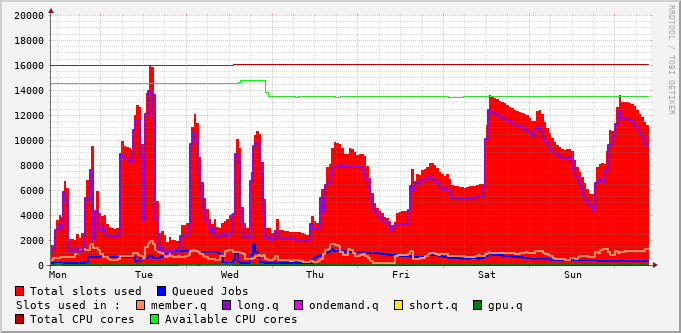 RRDTOOL / TOBI OETIKER
20000
18000
16000
14000
12000
10000
8000
6000
4000
2000
0
Mon Tue Wed Thu Fri Sat Sun
Total slots used Queued Jobs
Slots used in : member.q long.q ondemand.q short.q gpu.q
Total CPU cores Available CPU cores